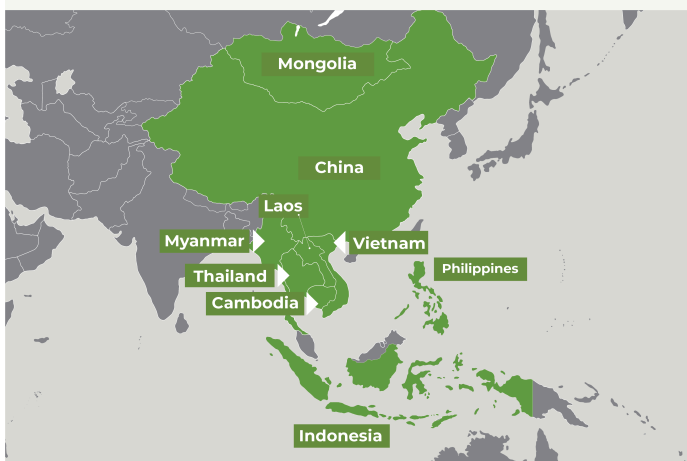 Mongolia
China
Laos
Myanmar
Vietnam
Thailand
Philippines
Cambodia
Indonesia